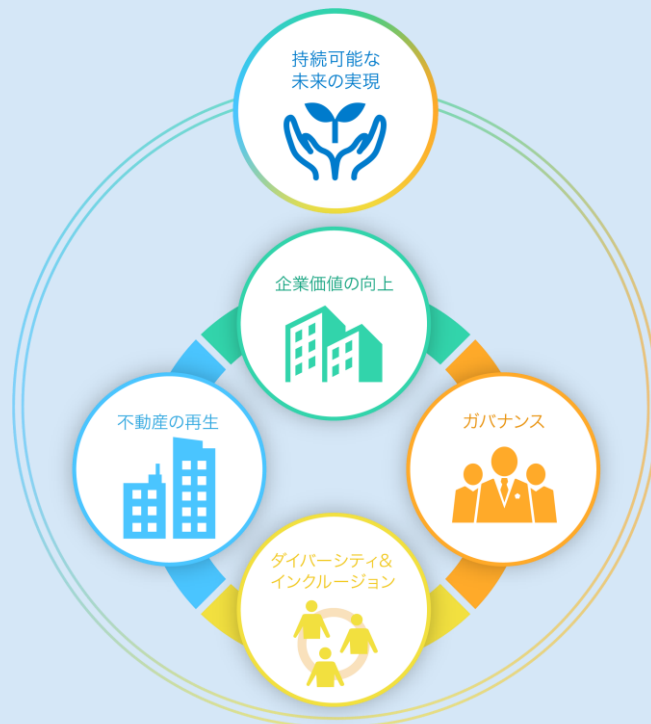 持続可能な
未来の実現
企業価値の向上
不動産の再生
ガバナンス
ダイバーシティ&
インクルージョン